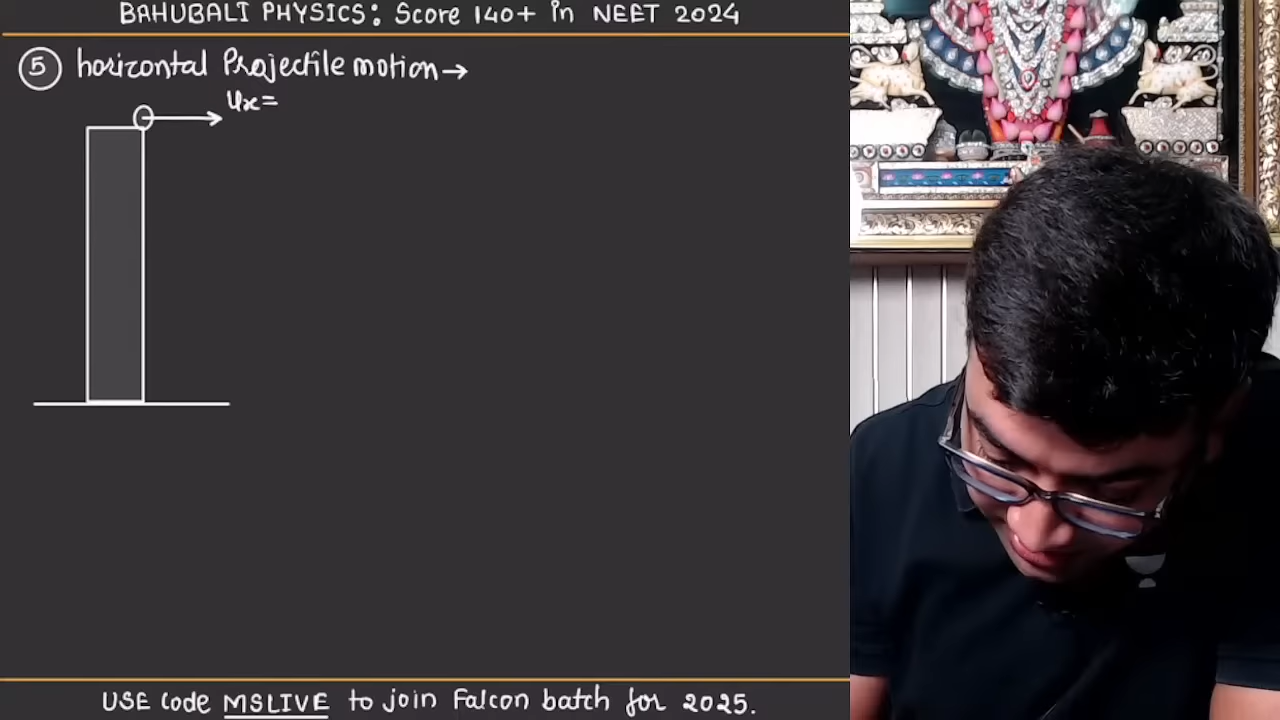 BAHUBALI PHYSICS: Score 140+ in NEET 2024
5 horizontal Projectile motion→
ux=
USE Code MSLIVE to join Falcon batch for 2025.